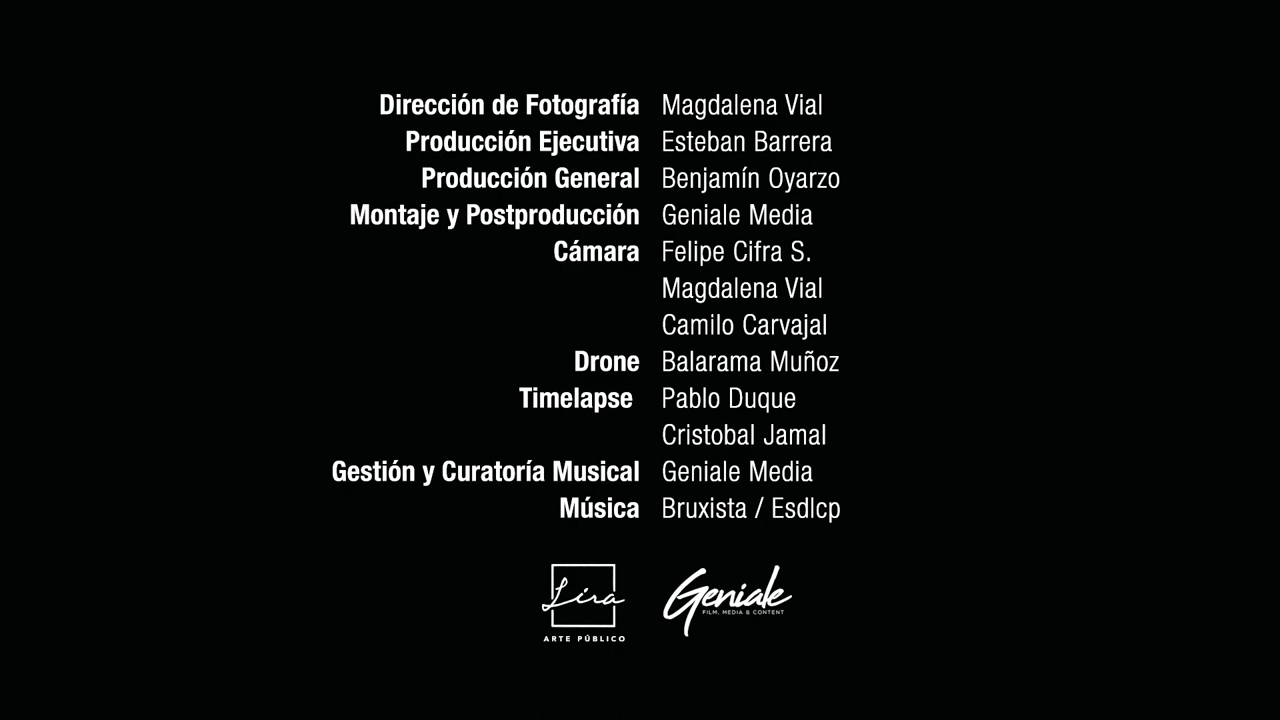 Dirección de Fotografía Magdalena Vial
Producción Ejecutiva Esteban Barrera
Producción General Benjamín Oyarzo
Montaje y Postproducción Geniale Media
Cámara Felipe Cifra S.
Magdalena Vial
Camilo Carvajal
Drone Balarama Muñoz
Timelapse Pablo Duque
Cristobal Jamal
Gestión y Curatoría Musical Geniale Media
Música Bruxista / Esdlcp
Lira
ARTE PÚBLICO
Geniale
FILM, MEDIA & CONTENT